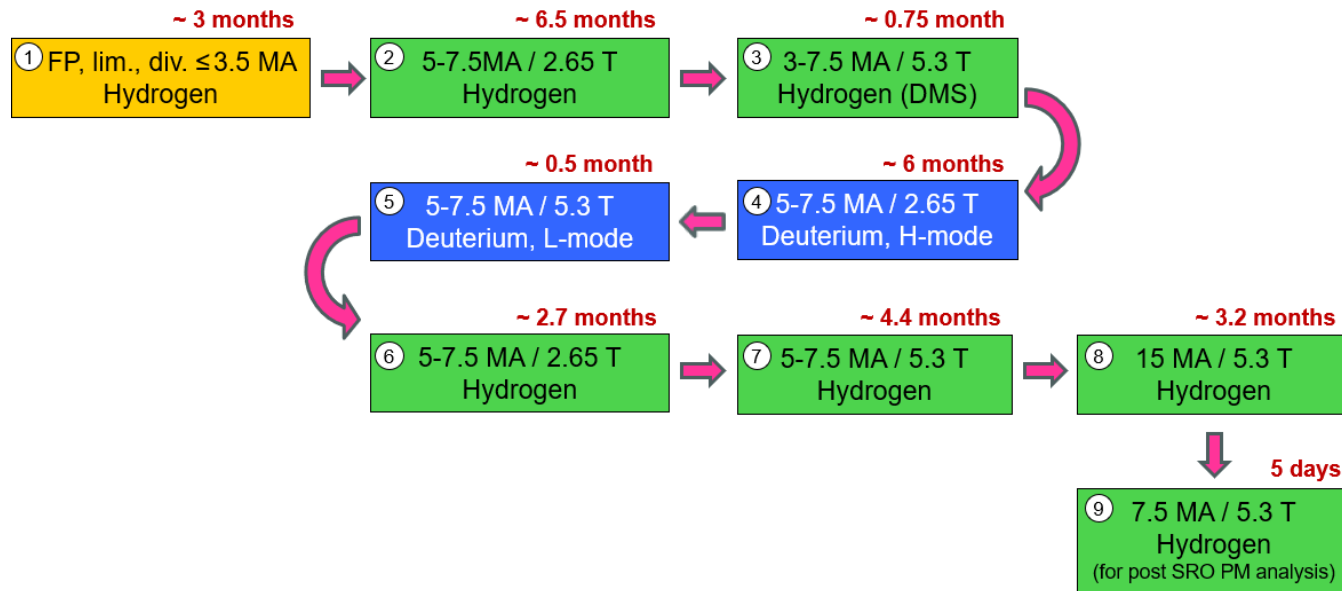 ~ 3 months
① FP, lim., div. ≤ 3.5 MA
Hydrogen
~ 6.5 months
② 5-7.5MA / 2.65 T
Hydrogen
~ 0.75 month
③ 3-7.5 MA / 5.3 T
Hydrogen (DMS)
~ 6 months
④ 5-7.5 MA / 2.65 T
Deuterium, H-mode
~ 0.5 month
⑤ 5-7.5 MA / 5.3 T
Deuterium, L-mode
~ 2.7 months
⑥ 5-7.5 MA / 2.65 T
Hydrogen
~ 4.4 months
⑦ 5-7.5 MA / 5.3 T
Hydrogen
~ 3.2 months
⑧ 15 MA / 5.3 T
Hydrogen
5 days
⑨ 7.5 MA / 5.3 T
Hydrogen
(for post SRO PM analysis)